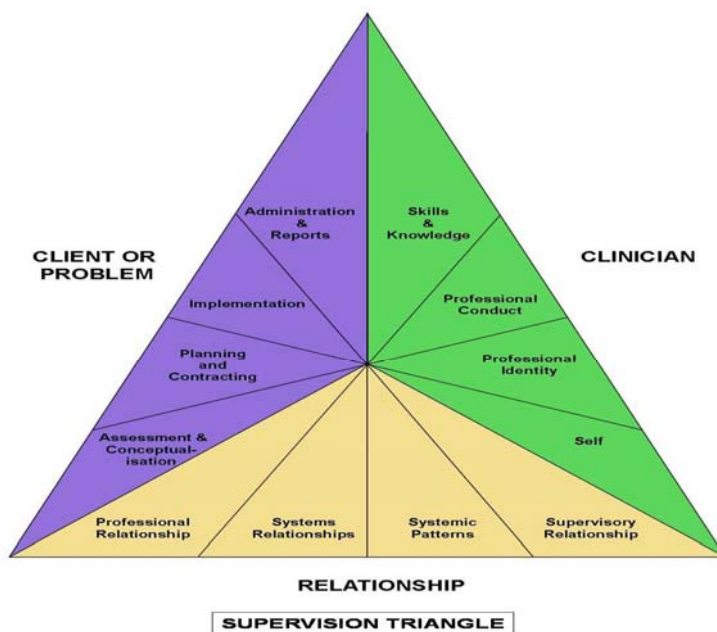 Administration
&
Reports
Skills
&
Knowledge
CLIENT OR
PROBLEM
CLINICIAN
Implementation
Professional
Conduct
Planning
and
Contracting
Professional
Identity
Assessment &
Conceptual-
isation
Self
Professional
Relationship
Systems
Relationships
Systemic
Patterns
Supervisory
Relationship
RELATIONSHIP
SUPERVISION TRIANGLE